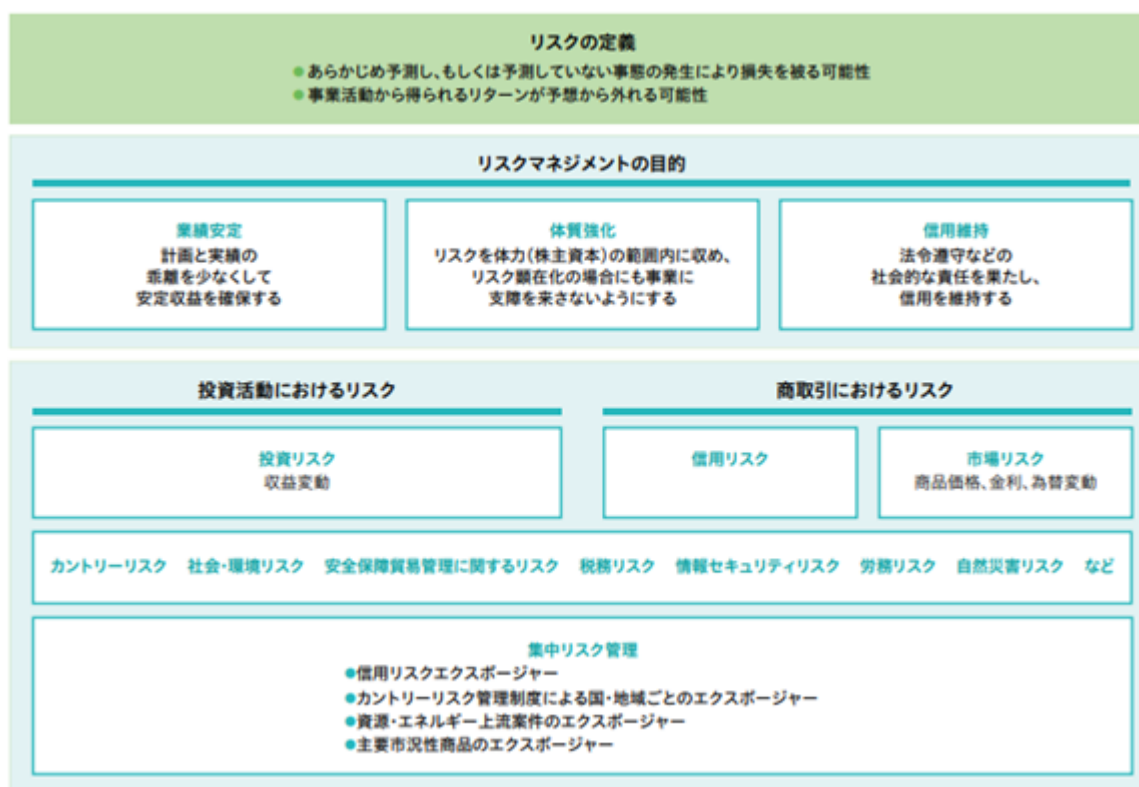 リスクの定義
●あらかじめ予測し、もしくは予測していない事態の発生により損失を被る可能性
●事業活動から得られるリターンが予想から外れる可能性
リスクマネジメントの目的
業績安定
計画と実績の
乖離を少なくして
安定収益を確保する
体質強化
リスクを体力(株主資本)の範囲内に収め、
リスク顕在化の場合にも事業に
支障を来さないようにする
信用維持
法令遵守などの
社会的な責任を果たし、
信用を維持する
投資活動におけるリスク
商取引におけるリスク
投資リスク
収益変動
信用リスク
市場リスク
商品価格、金利、為替変動
カントリーリスク 社会・環境リスク 安全保障貿易管理に関するリスク 税務リスク 情報セキュリティリスク 労務リスク 自然災害リスク など
集中リスク管理
●信用リスクエクスポージャー
●カントリーリスク管理制度による国・地域ごとのエクスポージャー
●資源・エネルギー上流案件のエクスポージャー
●主要市況性商品のエクスポージャー